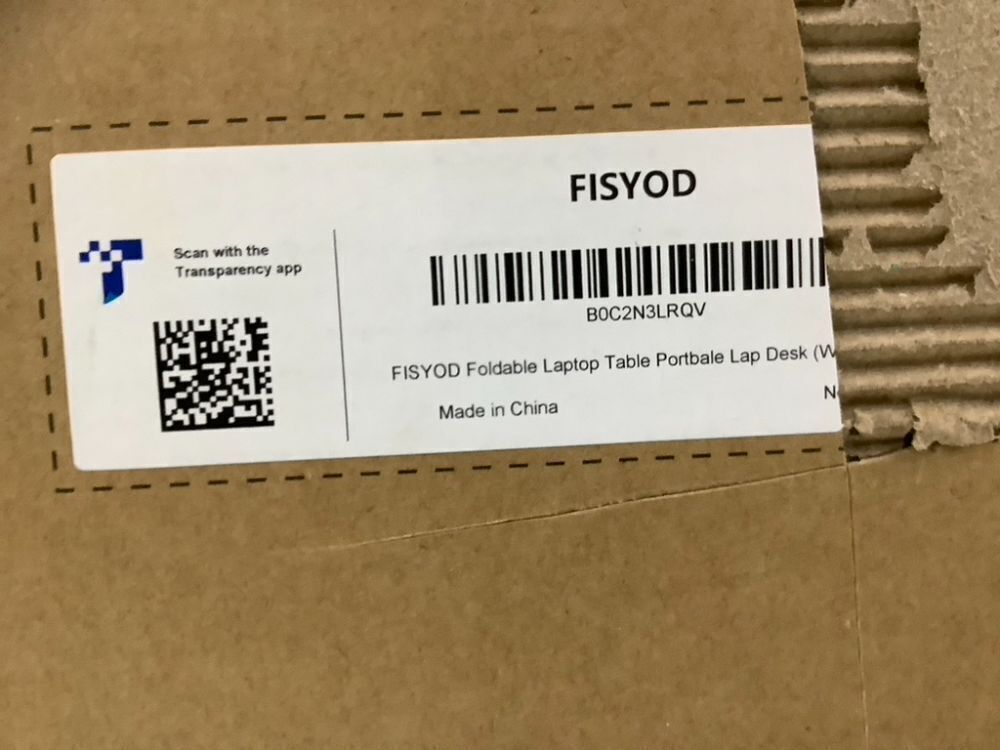 FISYOD
Scan with the
Transparency app
B0C2N3LRQV
FISYOD Foldable Laptop Table Portbale Lap Desk (W
Made in China